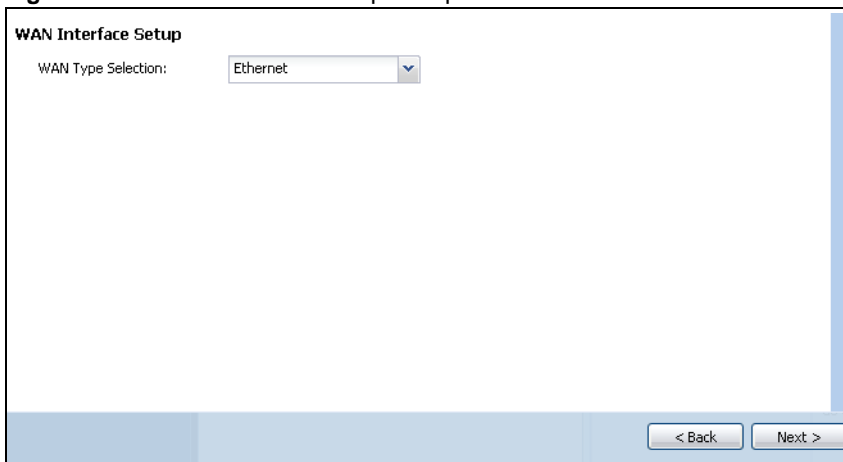 WAN Interface Setup
WAN Type Selection: Ethernet
< Back Next >